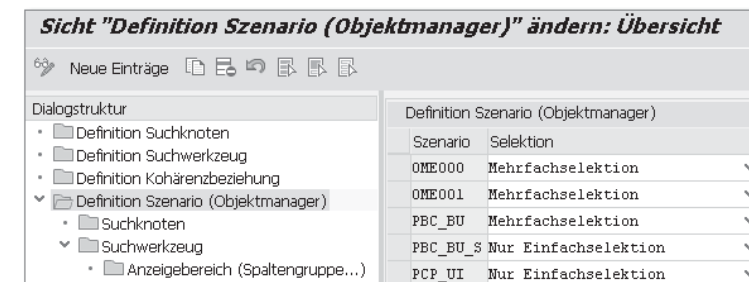 Sicht "Definition Szenario (Objektmanager)" ändern: Übersicht
Neue Einträge
Dialogstruktur
Definition Suchknoten
Definition Suchwerkzeug
Definition Kohärenzbeziehung
Definition Szenario (Objektmanager)
Suchknoten
Suchwerkzeug
Anzeigebereich (Spaltengruppe...)
Definition Szenario (Objektmanager)
Szenario Selektion
OME000 Mehrfachselektion
OME001 Mehrfachselektion
PBC_BU Mehrfachselektion
PBC_BU_S Nur Einfachselektion
PCP_UI Nur Einfachselektion